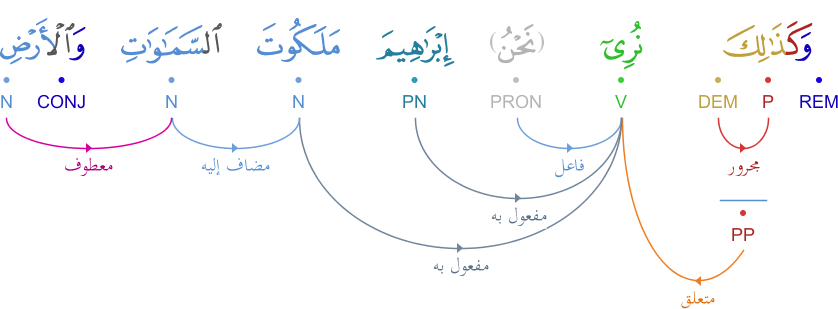 وَكَذَٰلِكَ نُرِىٓ (نَحْنُ) إِبْرَٰهِيمَ مَلَكُوتَ ٱلسَّمَٰوَٰتِ وَٱلْأَرْضِ
REM P DEM V PRON PN N N CONJ N
مجرور فاعل مضاف إليه معطوف
مفعول به
PP
مفعول به
متعلق